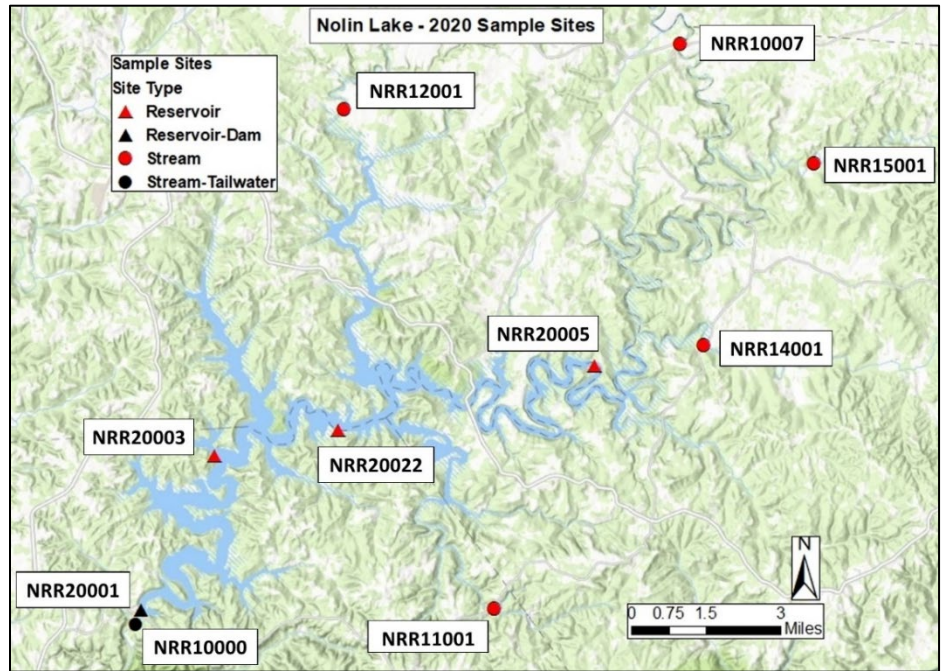 Nolin Lake - 2020 Sample Sites
NRR10007
Sample Sites
Site Type
Reservoir
Reservoir-Dam
Stream
Stream-Tailwater
NRR12001
NRR15001
NRR20005
NRR14001
NRR20003
NRR20022
N
NRR20001
NRR10000
NRR11001
0 0.75 1.5 3
Miles